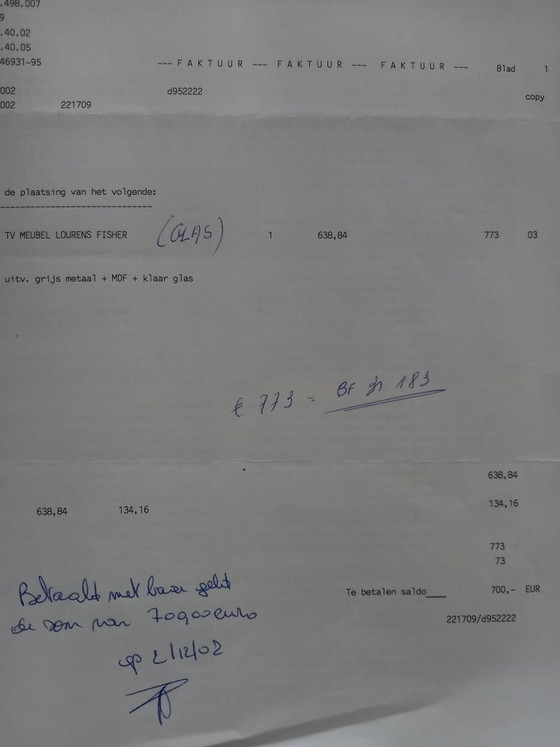 .498.007
9
.40.02
.40.05
46931-95
--- F A K T U U R --- F A K T U U R --- F A K T U U R --- Blad 1
002 d952222 copy
002 221709
de plaatsing van het volgende:
------------------------------
TV MEUBEL LOURENS FISHER (GLAS) 1 638,84 773 03
uitv. grijs metaal + MDF + klaar glas
€ 773 = BF 31 183
638,84
638,84 134,16 134,16
773
73
Te betalen saldo____ 700,- EUR
221709/d952222
Betaald met baar geld
de som van 700,00 euro
op 2/12/02